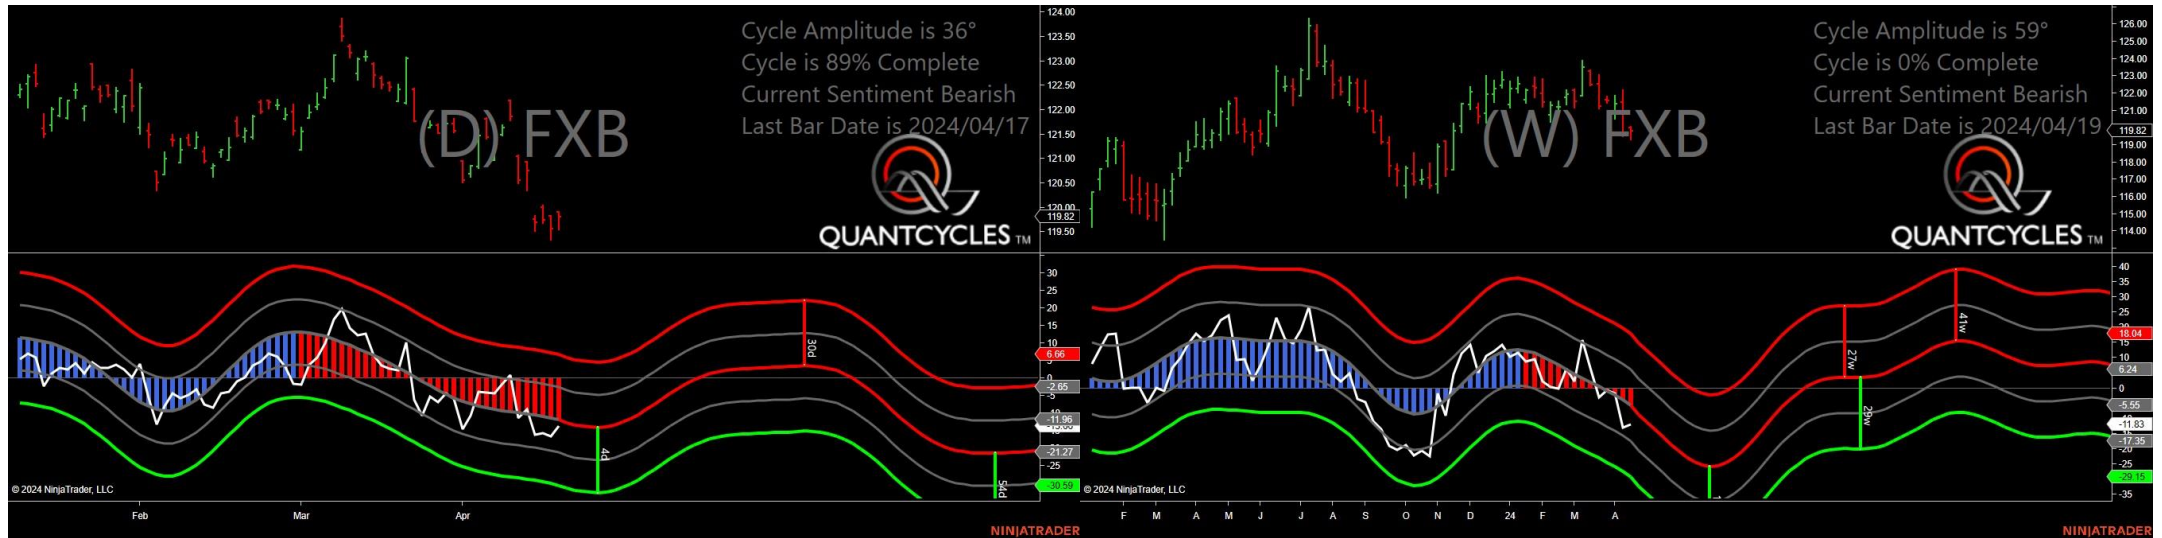 Cycle Amplitude is 36°
Cycle is 89% Complete
Current Sentiment Bearish
Last Bar Date is 2024/04/17
(D) FXB
QUANTCYCLES TM
124.00
123.50
123.00
122.50
122.00
121.50
121.00
120.50
120.00
119.82
119.50
30
25
20
15
10
6.66
0
-2.65
-5
-11.96
-21.27
-25
-30.59
30d
4d
54d
© 2024 NinjaTrader, LLC
Feb Mar Apr
NINJATRADER
Cycle Amplitude is 59°
Cycle is 0% Complete
Current Sentiment Bearish
Last Bar Date is 2024/04/19
(W) FXB
QUANTCYCLES TM
126.00
125.00
124.00
123.00
122.00
121.00
119.82
119.00
118.00
117.00
116.00
115.00
114.00
40
35
30
25
18.04
15
10
6.24
0
-5.55
-11.83
-17.35
-25
-29.15
-35
27w
29w
41w
© 2024 NinjaTrader, LLC
F M A M J J A S O N D 24 F M A
NINJATRADER